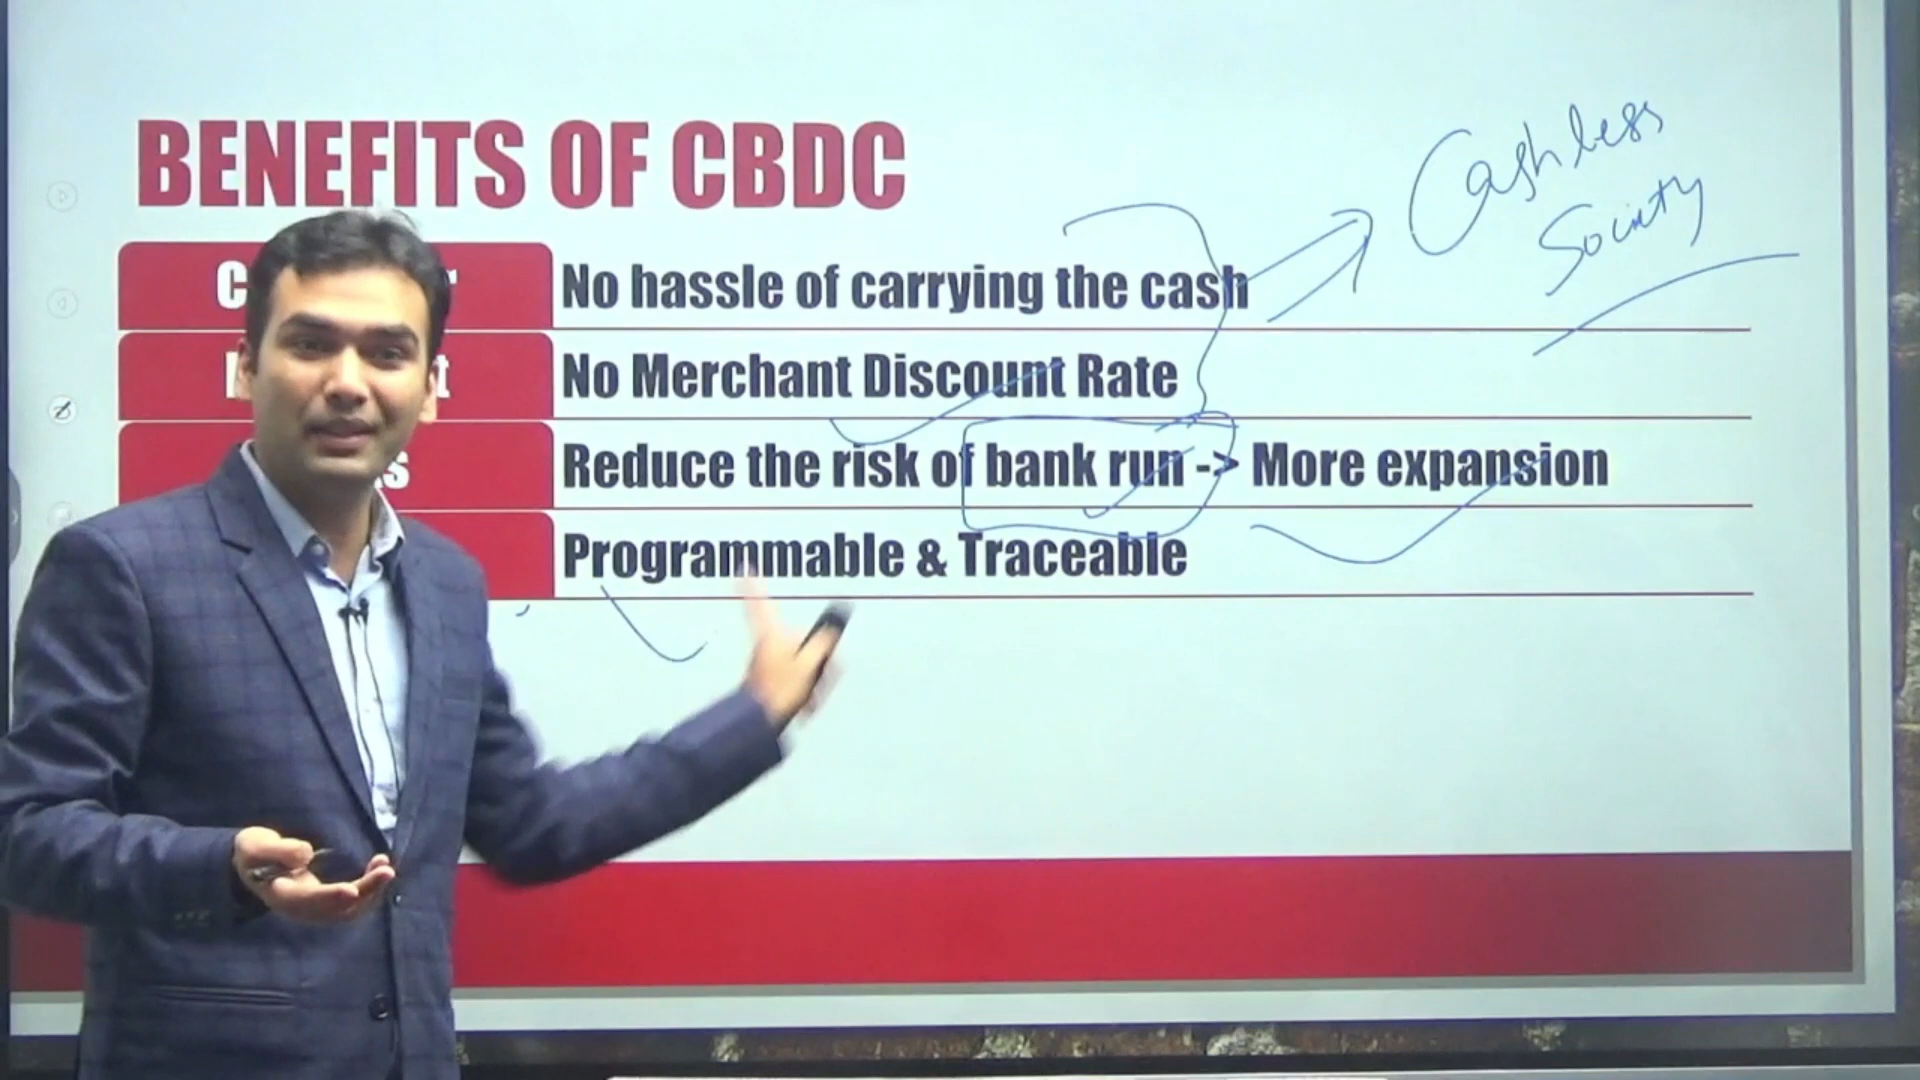 BENEFITS OF CBDC
Cashless
Society
No hassle of carrying the cash
No Merchant Discount Rate
Reduce the risk of bank run -> More expansion
Programmable & Traceable